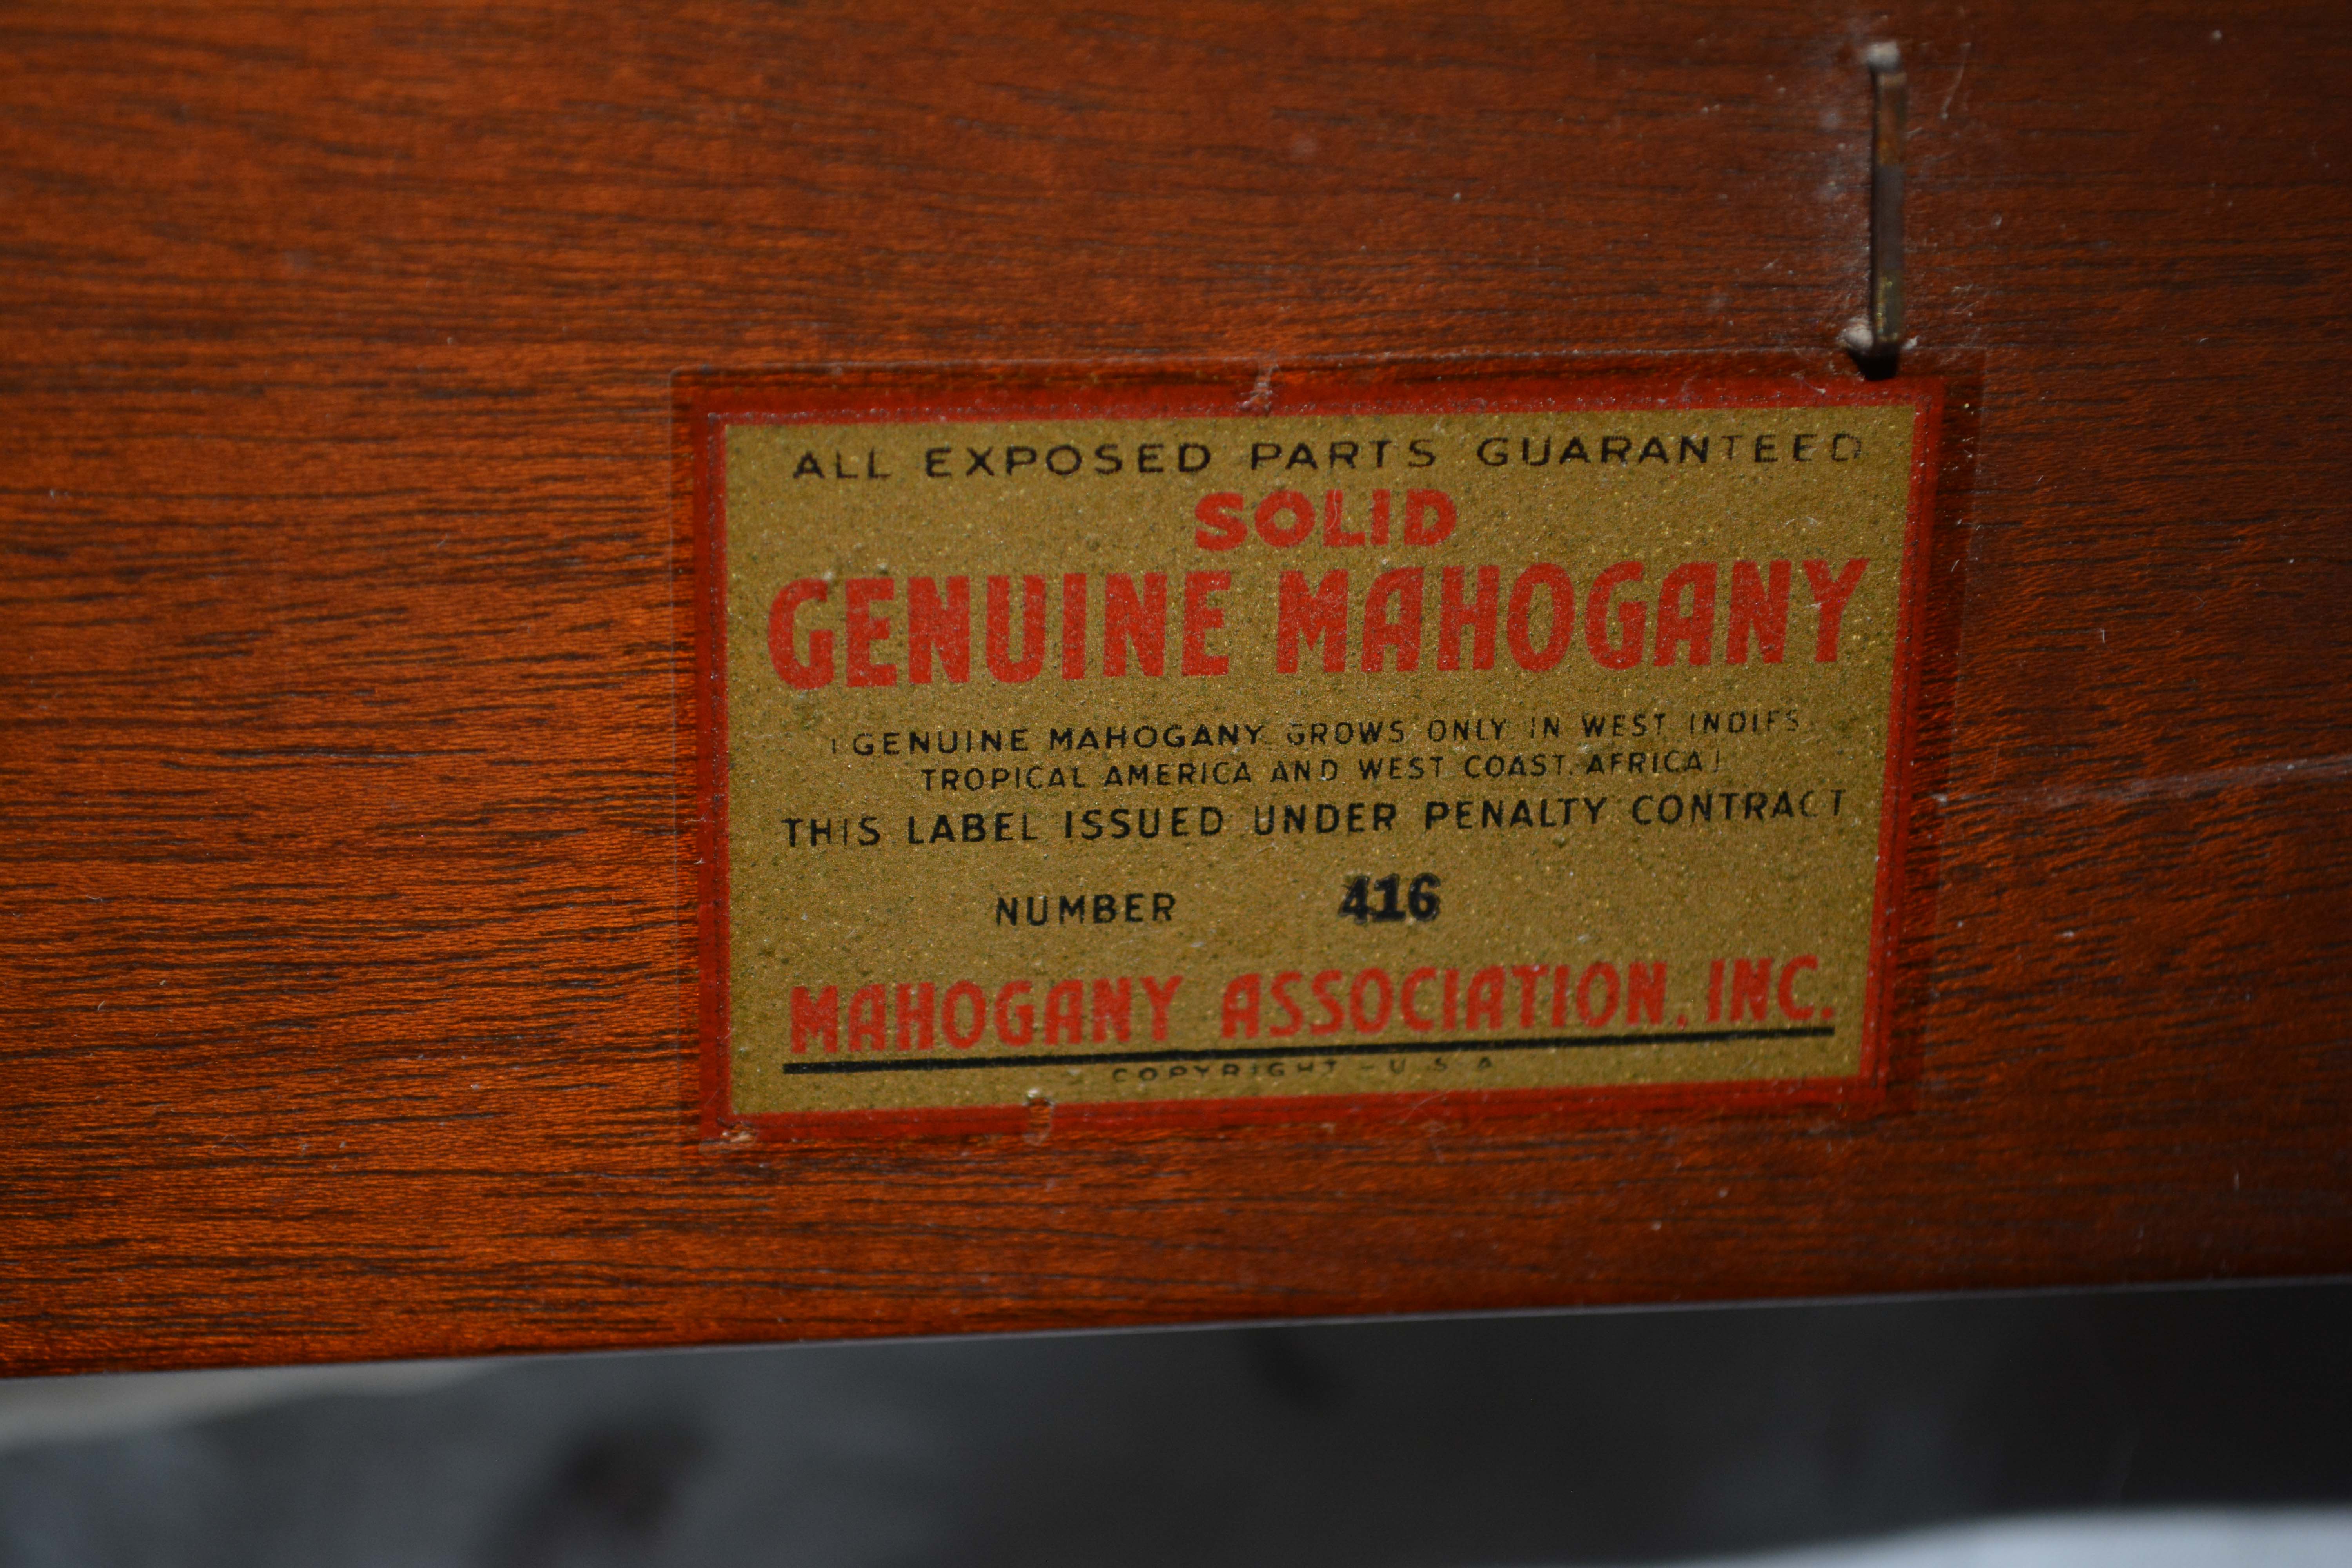 ALL EXPOSED PARTS GUARANTEED
SOLID
GENUINE MAHOGANY
(GENUINE MAHOGANY GROWS ONLY IN WEST INDIES
TROPICAL AMERICA AND WEST COAST, AFRICA)
THIS LABEL ISSUED UNDER PENALTY CONTRACT
NUMBER 416
MAHOGANY ASSOCIATION, INC.
COPYRIGHT - U S A